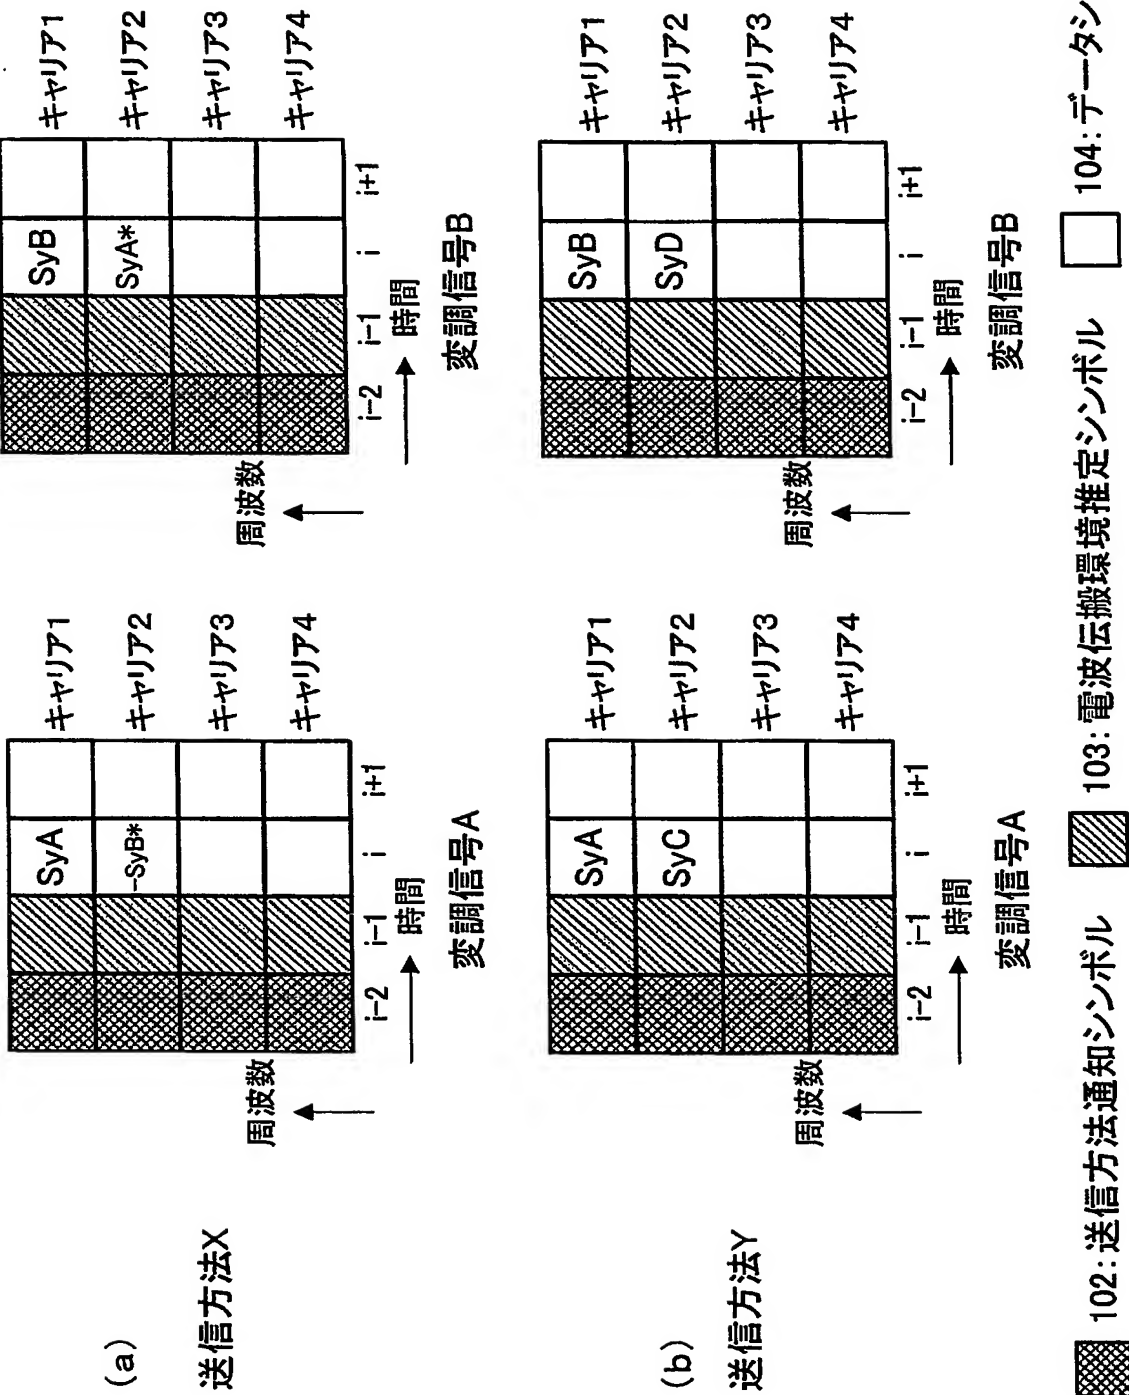 (a)
送信方法X
周波数
キャリア1
キャリア2
キャリア3
キャリア4
SyA
-SyB*
i-2
i-1
i
i+1
時間
変調信号A
周波数
キャリア1
キャリア2
キャリア3
キャリア4
SyB
SyA*
i-2
i-1
i
i+1
時間
変調信号B
(b)
送信方法Y
周波数
キャリア1
キャリア2
キャリア3
キャリア4
SyA
SyC
i-2
i-1
i
i+1
時間
変調信号A
周波数
キャリア1
キャリア2
キャリア3
キャリア4
SyB
SyD
i-2
i-1
i
i+1
時間
変調信号B
102:送信方法通知シンボル
103:電波伝搬環境推定シンボル
104:データシ